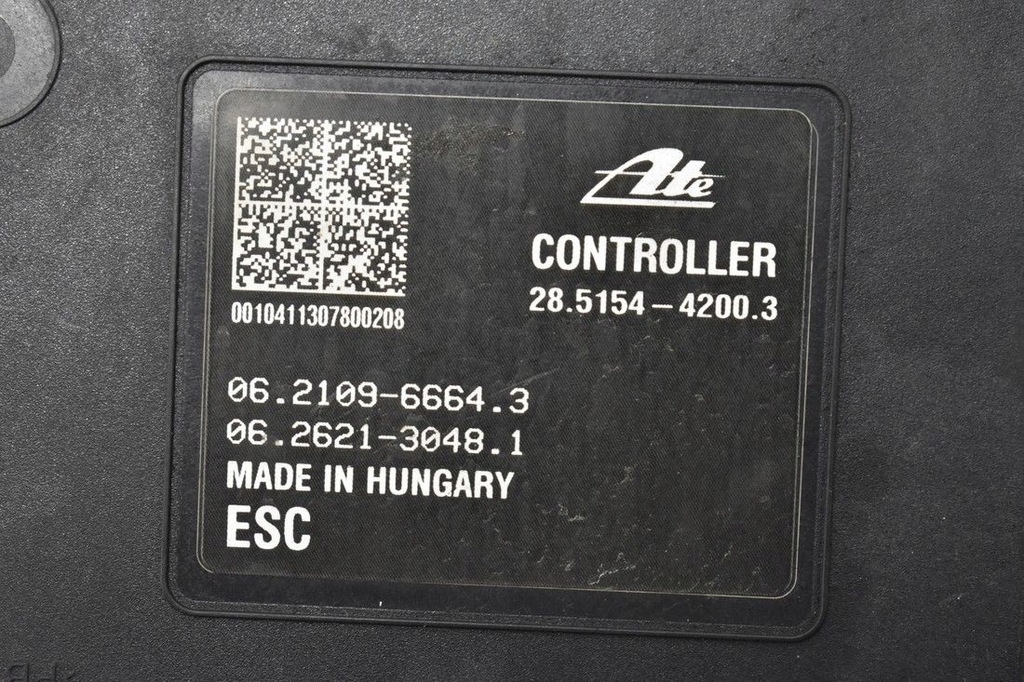 Ate
CONTROLLER
28.5154-4200.3
0010411307800208
06.2109-6664.3
06.2621-3048.1
MADE IN HUNGARY
ESC